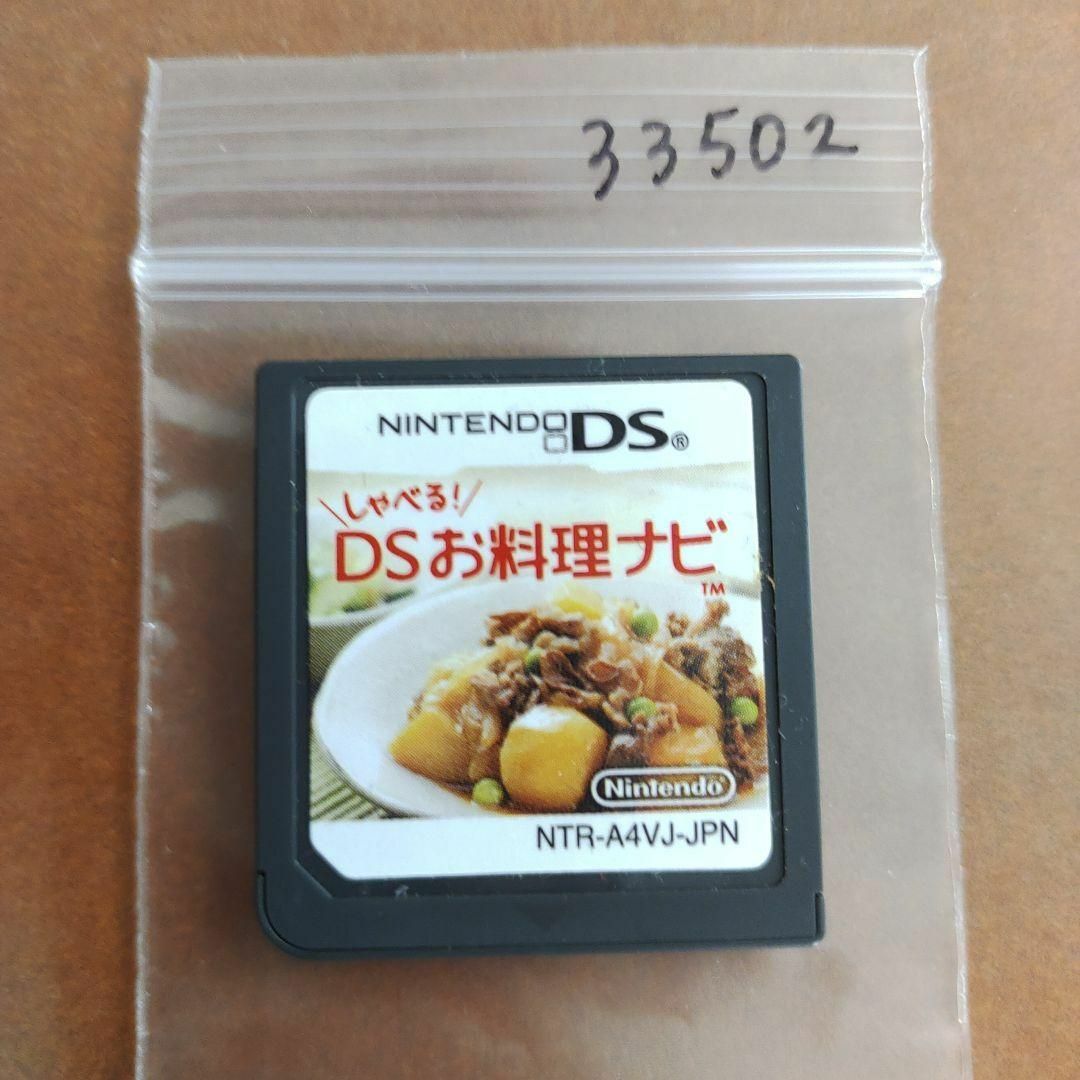 33502
NINTENDO DS®
\しゃべる!/
DSお料理ナビ
TM
Nintendo®
NTR-A4VJ-JPN